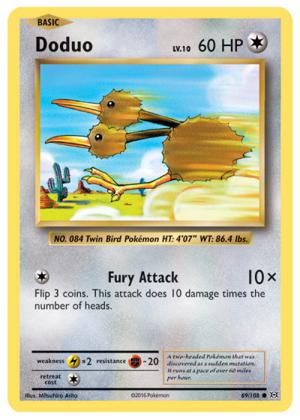 BASIC
Doduo LV.10 60 HP
NO. 084 Twin Bird Pokémon HT: 4'07" WT: 86.4 lbs.
Fury Attack 10×
Flip 3 coins. This attack does 10 damage times the
number of heads.
weakness ×2 resistance -20
retreat
cost
A two-headed Pokémon that was
discovered as a sudden mutation.
It runs at a pace of over 60 miles
per hour.
Illus. Mitsuhiro Arita ©2016 Pokémon 69/108